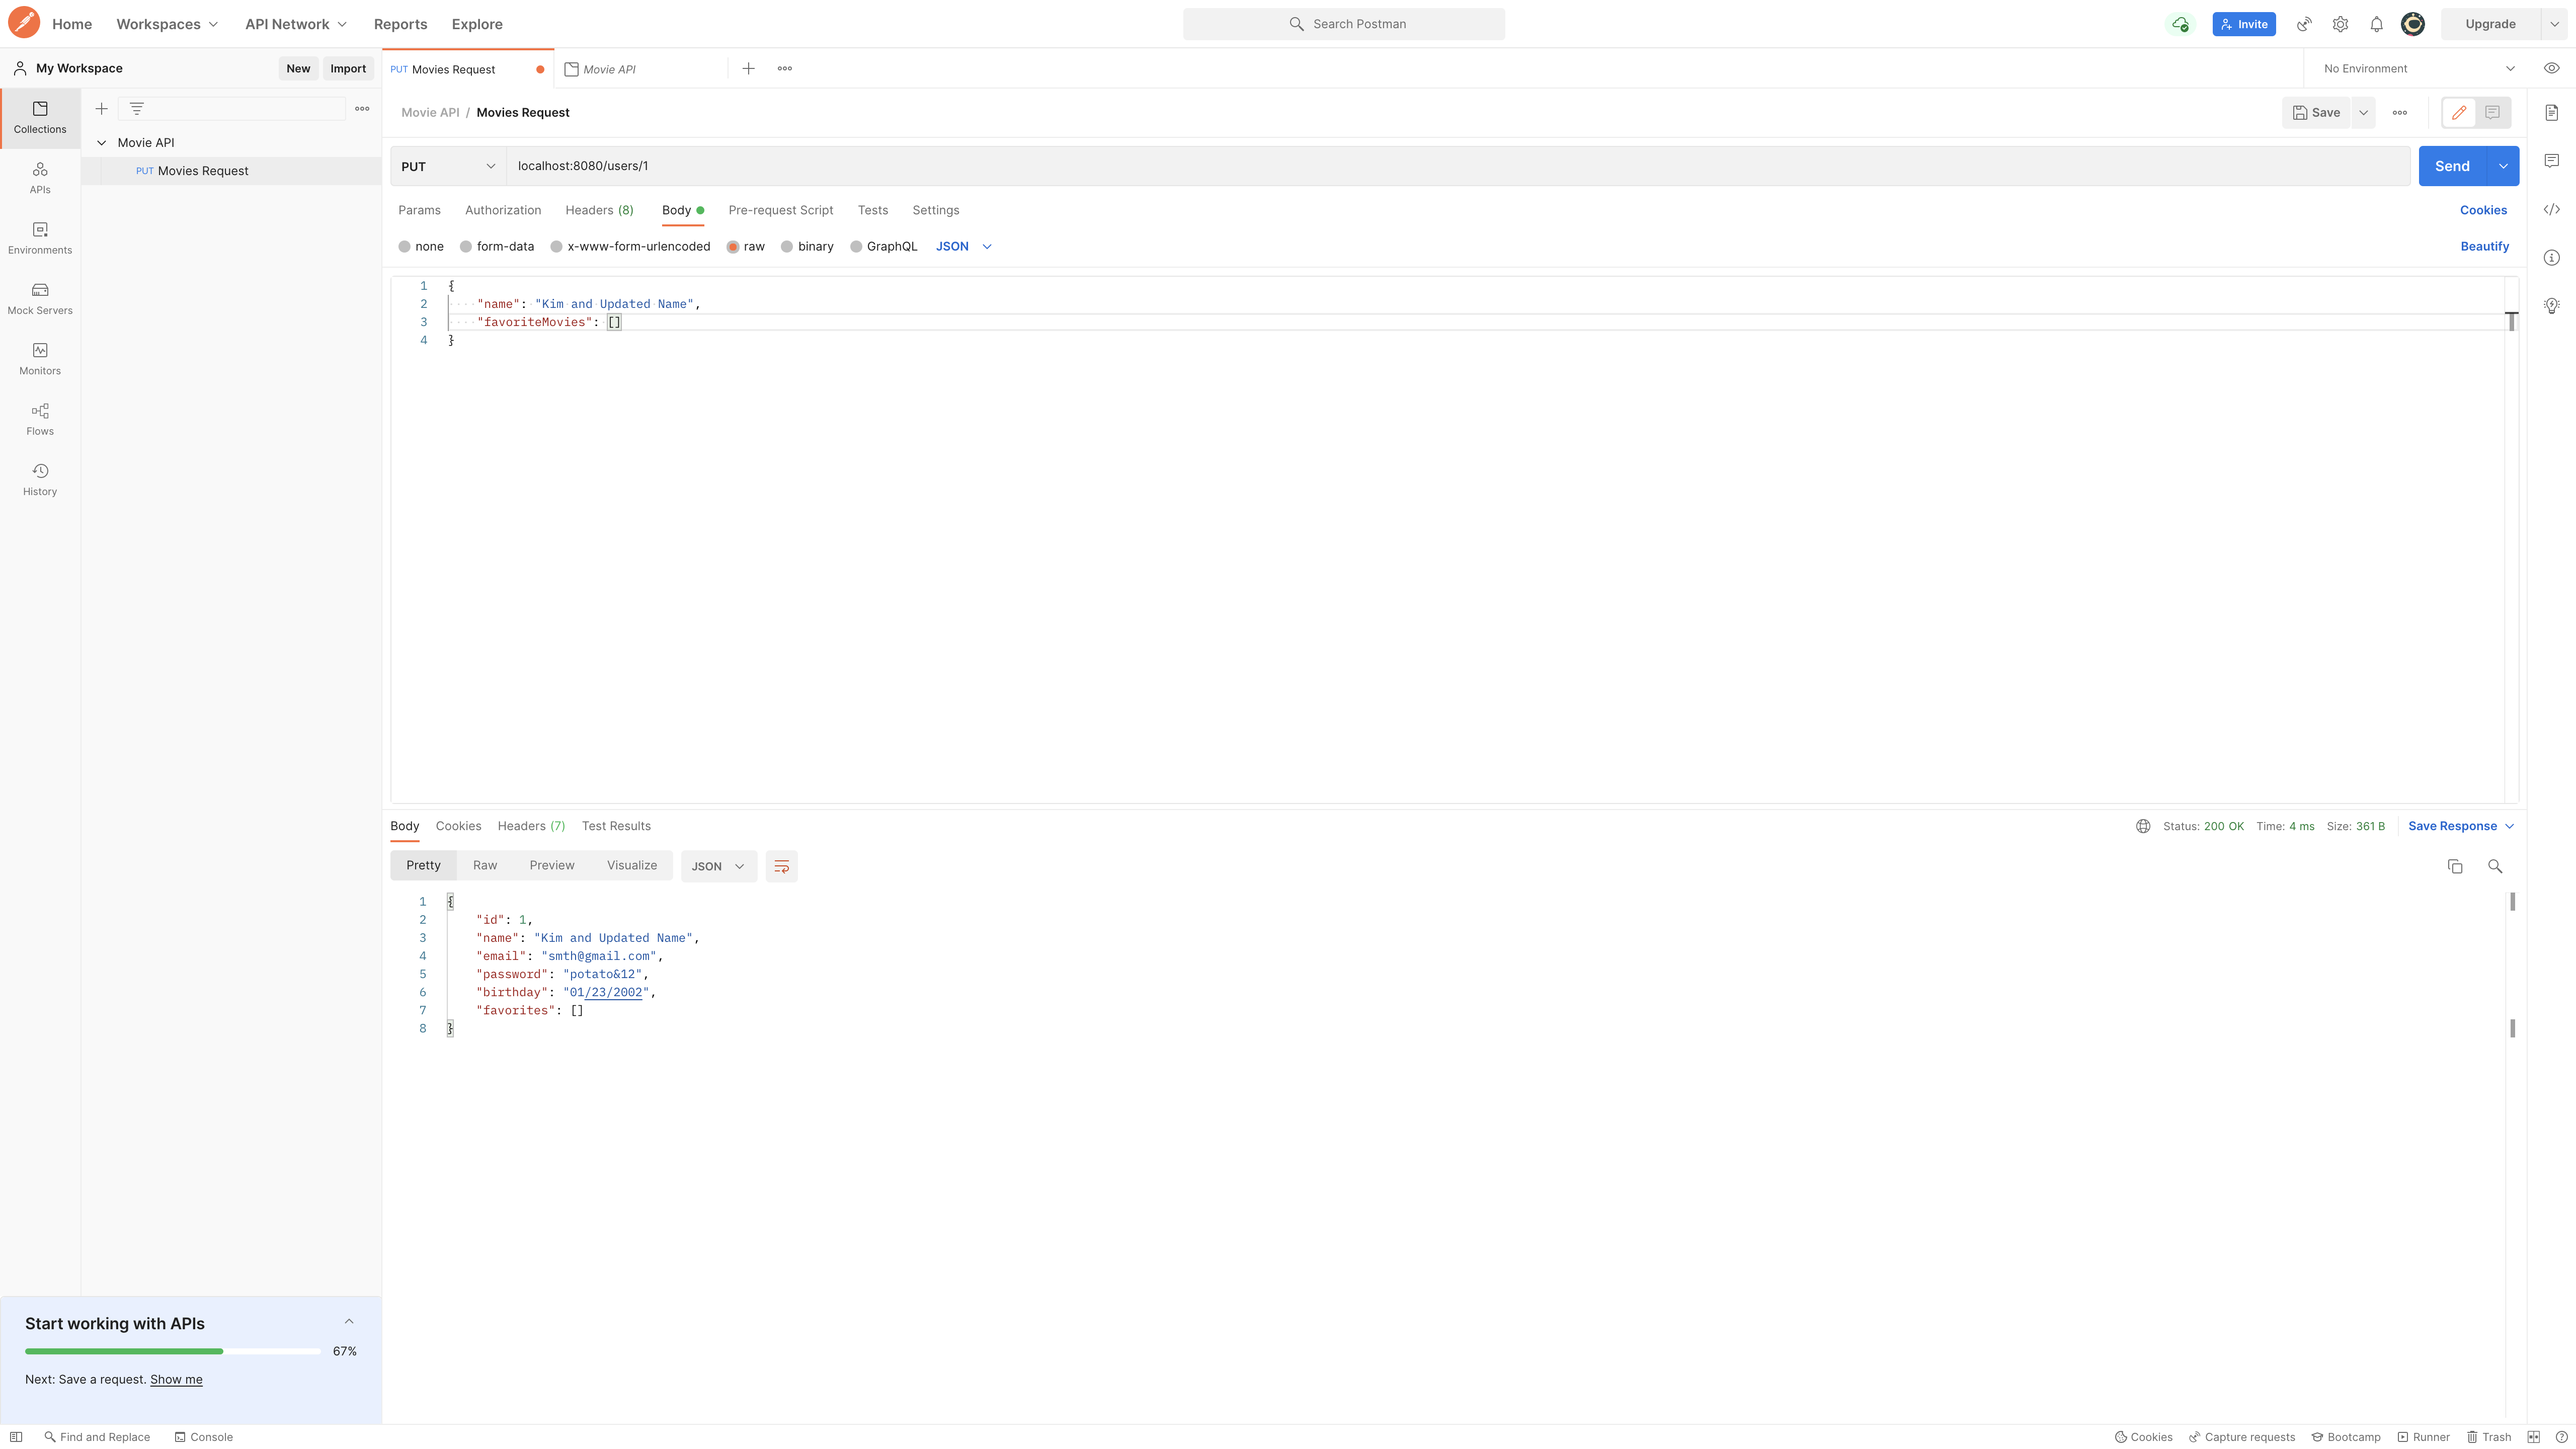 Home Workspaces API Network Reports Explore Search Postman Invite Upgrade
My Workspace New Import PUT Movies Request Movie API No Environment
Collections
Movie API
PUT Movies Request
APIs
Environments
Mock Servers
Monitors
Flows
History
Movie API / Movies Request Save
PUT localhost:8080/users/1 Send
Params Authorization Headers (8) Body Pre-request Script Tests Settings Cookies
none form-data x-www-form-urlencoded raw binary GraphQL JSON Beautify
1 {
2 "name": "Kim and Updated Name",
3 "favoriteMovies": []
4 }
Body Cookies Headers (7) Test Results Status: 200 OK Time: 4 ms Size: 361 B Save Response
Pretty Raw Preview Visualize JSON
1 {
2 "id": 1,
3 "name": "Kim and Updated Name",
4 "email": "smth@gmail.com",
5 "password": "potato&12",
6 "birthday": "01/23/2002",
7 "favorites": []
8 }
Start working with APIs
67%
Next: Save a request. Show me
Find and Replace Console Cookies Capture requests Bootcamp Runner Trash